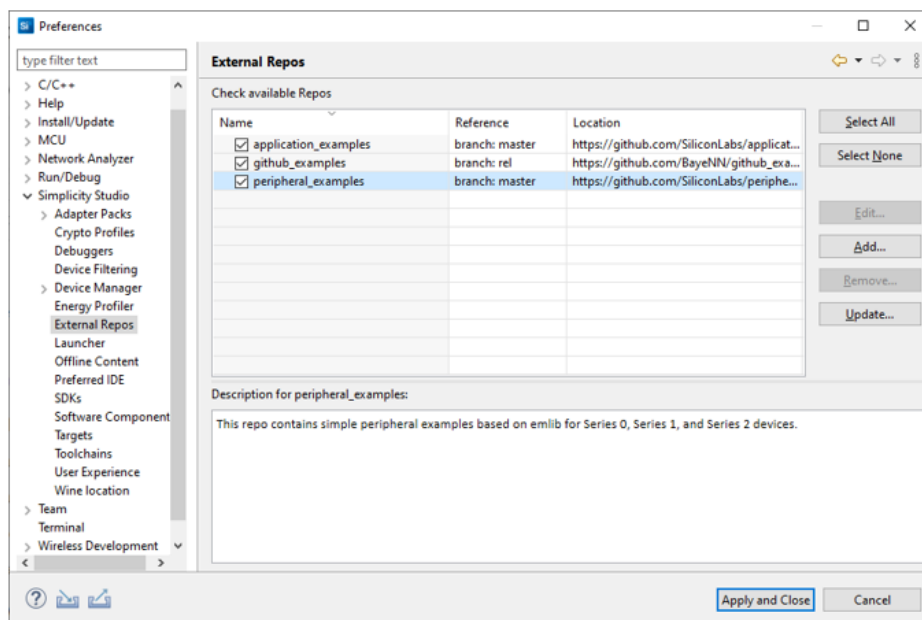 Si Preferences
type filter text
C/C++
Help
Install/Update
MCU
Network Analyzer
Run/Debug
Simplicity Studio
Adapter Packs
Crypto Profiles
Debuggers
Device Filtering
Device Manager
Energy Profiler
External Repos
Launcher
Offline Content
Preferred IDE
SDKs
Software Component
Targets
Toolchains
User Experience
Wine location
Team
Terminal
Wireless Development
External Repos
Check available Repos
Name Reference Location
application_examples branch: master https://github.com/SiliconLabs/applicat...
github_examples branch: rel https://github.com/BayeNN/github_exa...
peripheral_examples branch: master https://github.com/SiliconLabs/periphe...
Select All
Select None
Edit...
Add...
Remove...
Update...
Description for peripheral_examples:
This repo contains simple peripheral examples based on emlib for Series 0, Series 1, and Series 2 devices.
Apply and Close Cancel